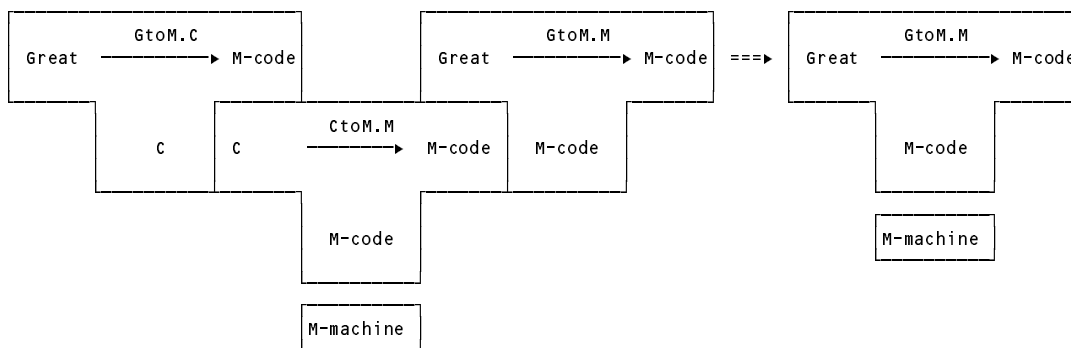 GtoM.C GtoM.M GtoM.M
Great M-code Great M-code ===► Great M-code
CtoM.M
C C M-code M-code M-code
M-code M-machine
M-machine